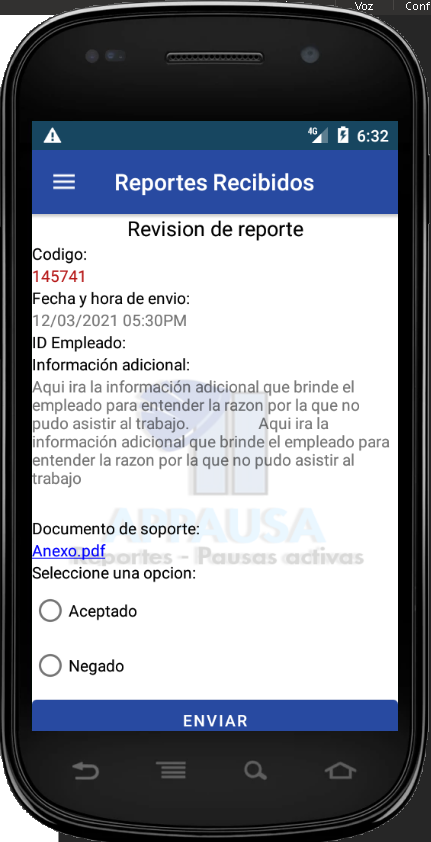 Voz Conf
4G 6:32
Reportes Recibidos
Revision de reporte
Codigo:
145741
Fecha y hora de envio:
12/03/2021 05:30PM
ID Empleado:
Información adicional:
Aqui ira la información adicional que brinde el
empleado para entender la razon por la que no
pudo asistir al trabajo. Aqui ira la
información adicional que brinde el empleado para
entender la razon por la que no pudo asistir al
trabajo
APPAUSA
Documento de soporte:
Anexo.pdf
Reportes - Pausas activas
Seleccione una opcion:
Aceptado
Negado
ENVIAR